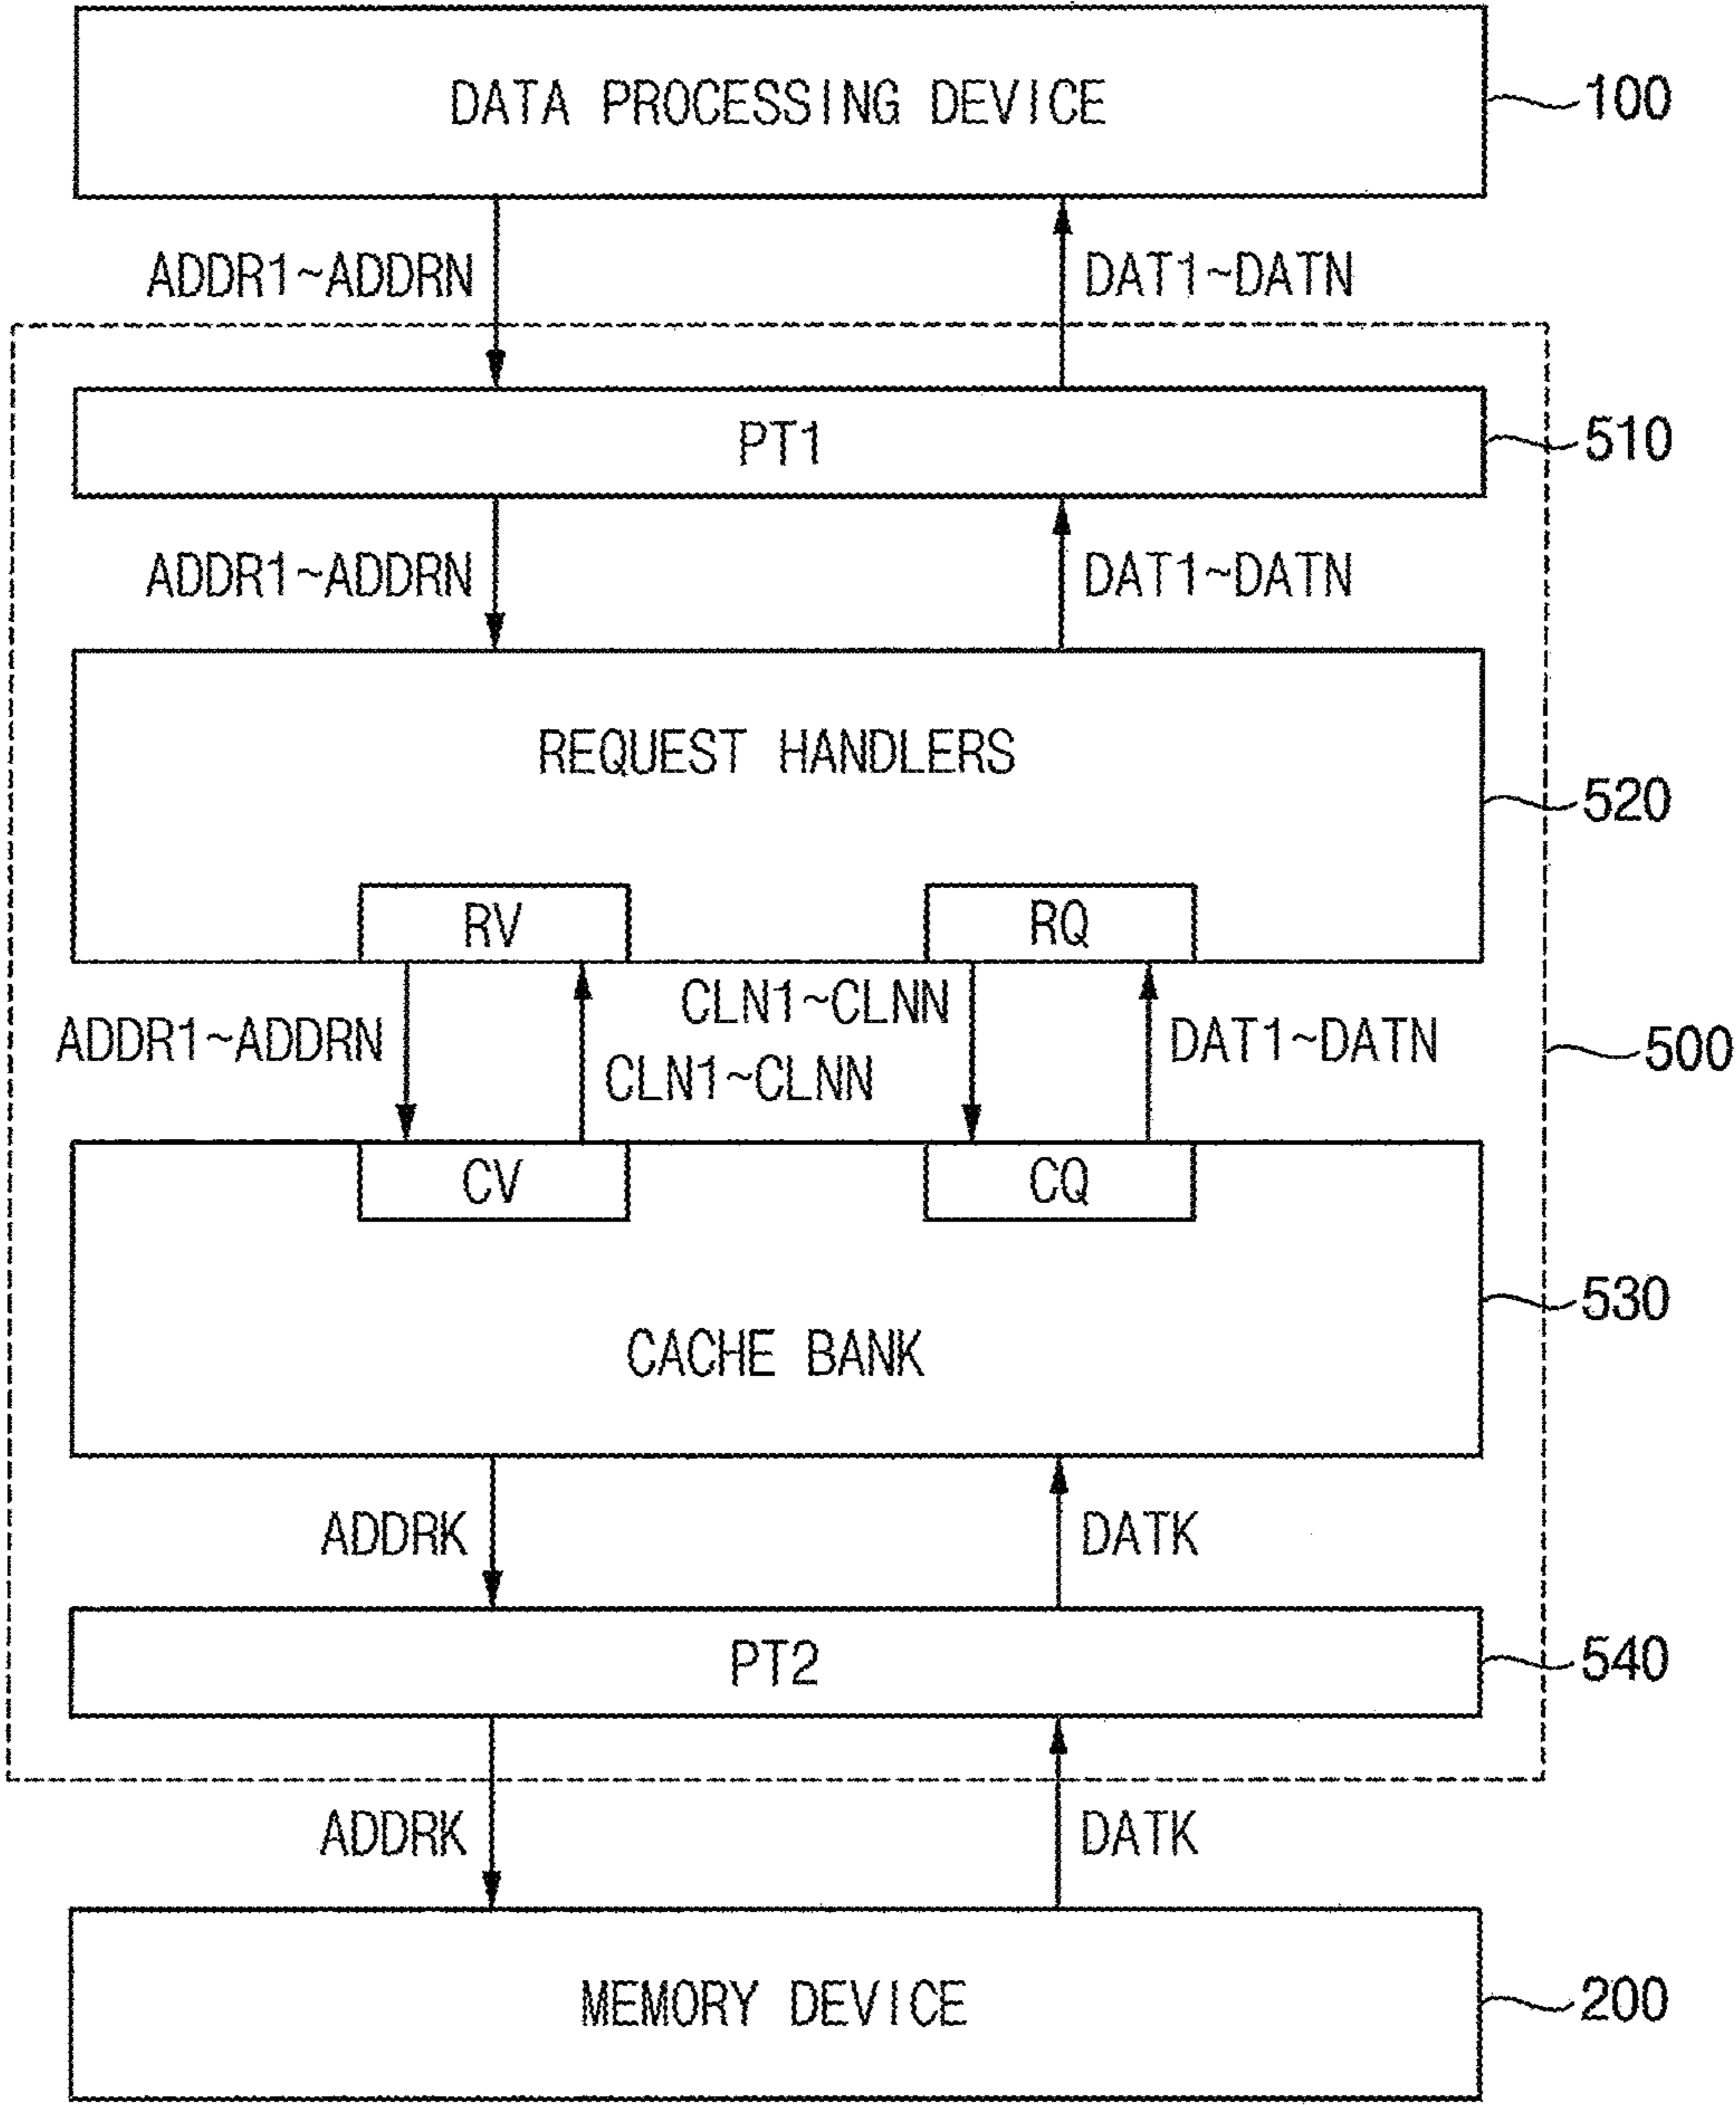 DATA PROCESSING DEVICE
100
ADDR1~ADDRN
DAT1~DATN
PT1
510
ADDR1~ADDRN
DAT1~DATN
REQUEST HANDLERS
520
RV
RQ
CLN1~CLNN
ADDR1~ADDRN
DAT1~DATN
500
CLN1~CLNN
CV
CQ
530
CACHE BANK
ADDRK
DATK
PT2
540
ADDRK
DATK
MEMORY DEVICE
200